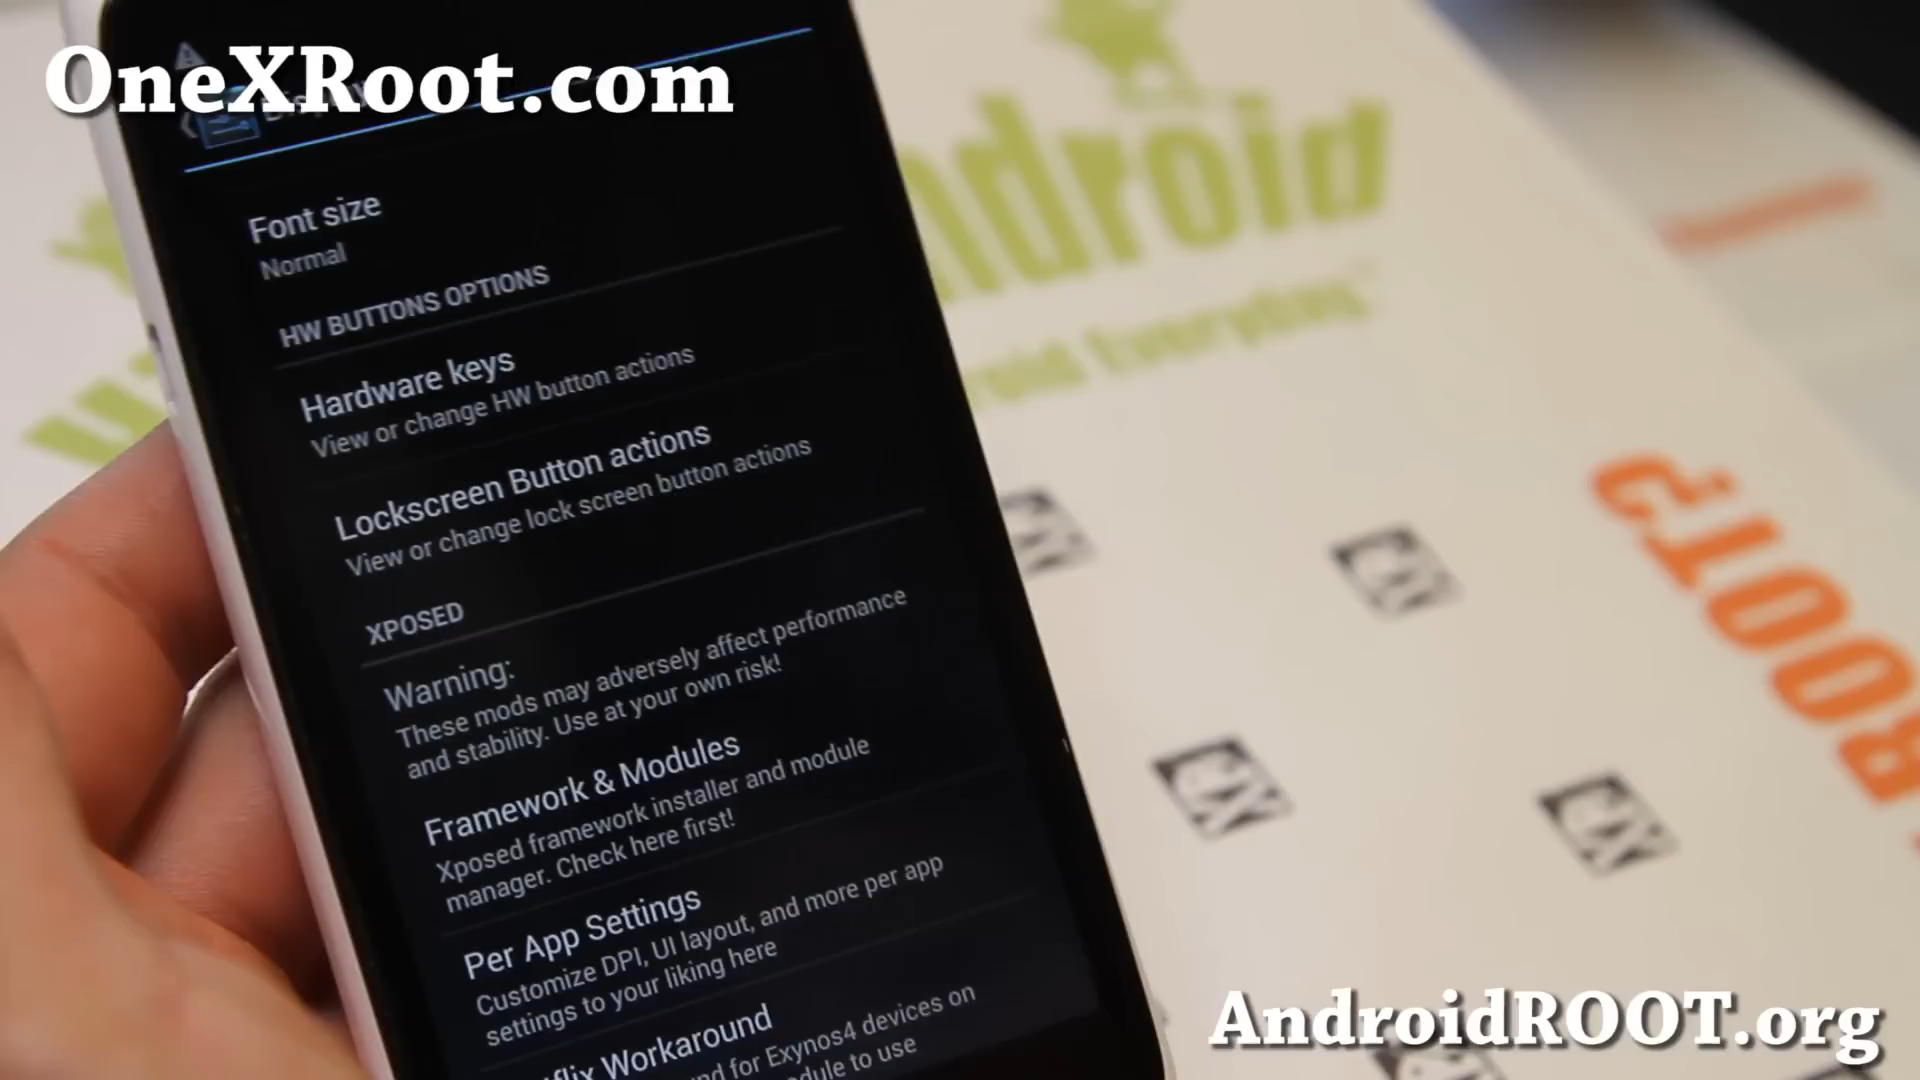 OneXRoot.com
Font size
Normal
HW BUTTONS OPTIONS
Hardware keys
View or change HW button actions
Lockscreen Button actions
View or change lock screen button actions
XPOSED
Warning:
These mods may adversely affect performance
and stability. Use at your own risk!
Framework & Modules
Xposed framework installer and module
manager. Check here first!
Per App Settings
Customize DPI, UI layout, and more per app
settings to your liking here
Workaround
for Exynos4 devices on
to use
android
Android Everyday™
ROOT?
AndroidROOT.org